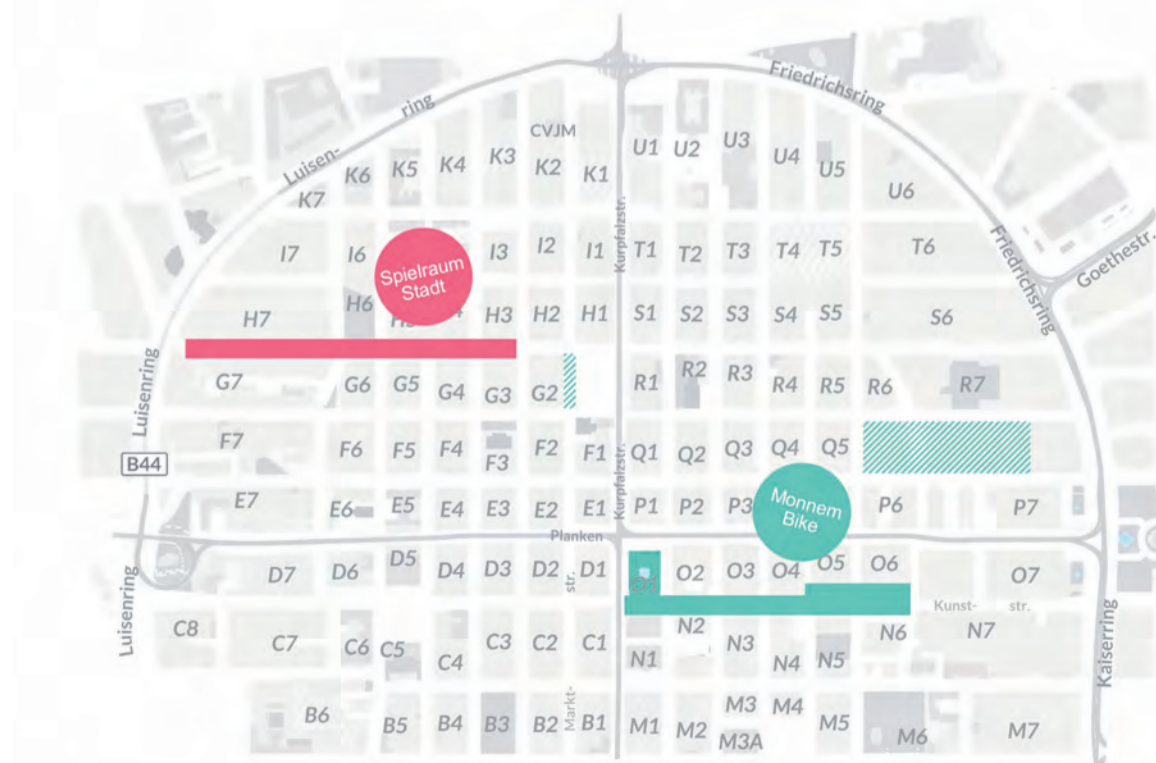 Friedrichsring
ring
Luisen-
CVJM
K7
K6
K5
K4
K3
K2
K1
U1
U2
U3
U4
U5
U6
Kurpfalzstr.
Friedrichsring
Goethestr.
I7
I6
Spielraum
Stadt
I3
I2
I1
T1
T2
T3
T4
T5
T6
H7
H6
H3
H2
H1
S1
S2
S3
S4
S5
S6
Luisenring
G7
G6
G5
G4
G3
G2
R1
R2
R3
R4
R5
R6
R7
F7
F6
F5
F4
F3
F2
F1
Q1
Q2
Q3
Q4
Q5
B44
Kurpfalzstr.
E7
E6
E5
E4
E3
E2
E1
P1
P2
P3
Monnem
Bike
P6
P7
Planken
Luisenring
D7
D6
D5
D4
D3
D2
str.
D1
O1
O2
O3
O4
O5
O6
O7
Kunst-
str.
C8
C7
C6
C5
C4
C3
C2
C1
N1
N2
N3
N4
N5
N6
N7
Kaiserring
B6
B5
B4
B3
B2
Markt-
B1
M1
M2
M3
M3A
M4
M5
M6
M7